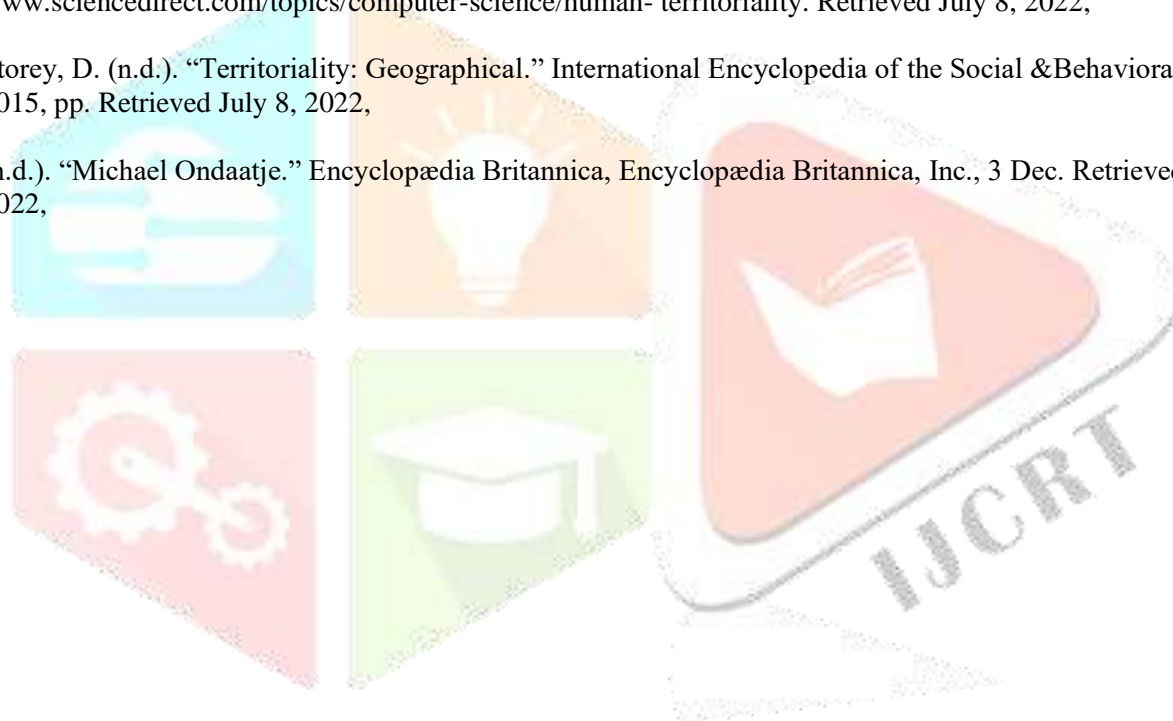 ww.sciencedirect.com/topics/computer-science/human- territoriality. Retrieved July 8, 2022,
torey, D. (n.d.). “Territoriality: Geographical.” International Encyclopedia of the Social &Behaviora
015, pp. Retrieved July 8, 2022,
n.d.). “Michael Ondaatje.” Encyclopædia Britannica, Encyclopædia Britannica, Inc., 3 Dec. Retrieved
022,
IJCRT